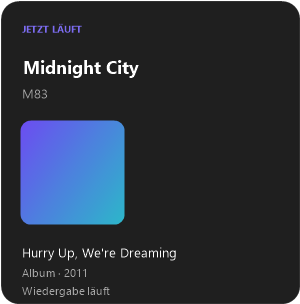 JETZT LÄUFT
Midnight City
M83
Hurry Up, We're Dreaming
Album · 2011
Wiedergabe läuft